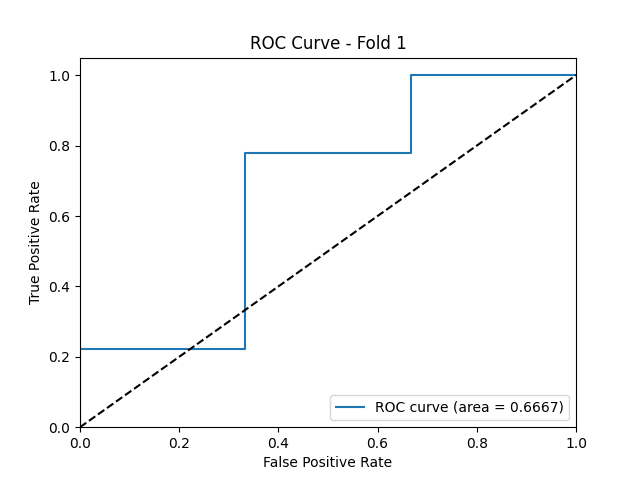 ROC Curve - Fold 1
True Positive Rate
1.0
0.8
0.6
0.4
0.2
0.0
ROC curve (area = 0.6667)
0.0 0.2 0.4 0.6 0.8 1.0
False Positive Rate